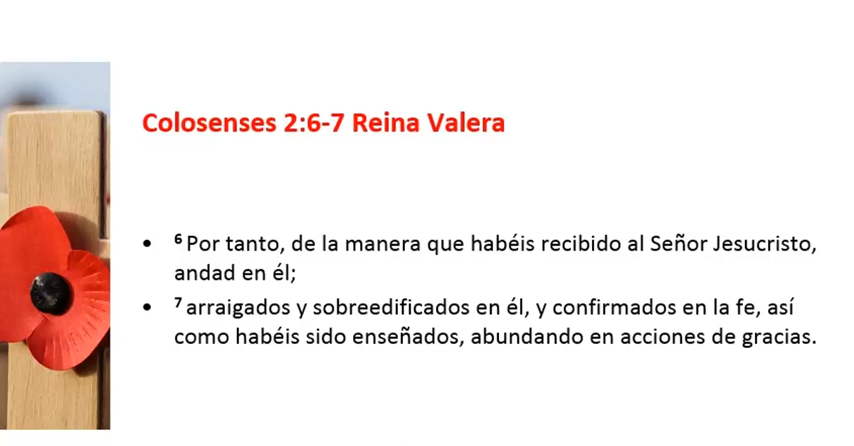 Colosenses 2:6-7 Reina Valera
• ⁶ Por tanto, de la manera que habéis recibido al Señor Jesucristo,
andad en él;
• ⁷ arraigados y sobreedificados en él, y confirmados en la fe, así
como habéis sido enseñados, abundando en acciones de gracias.